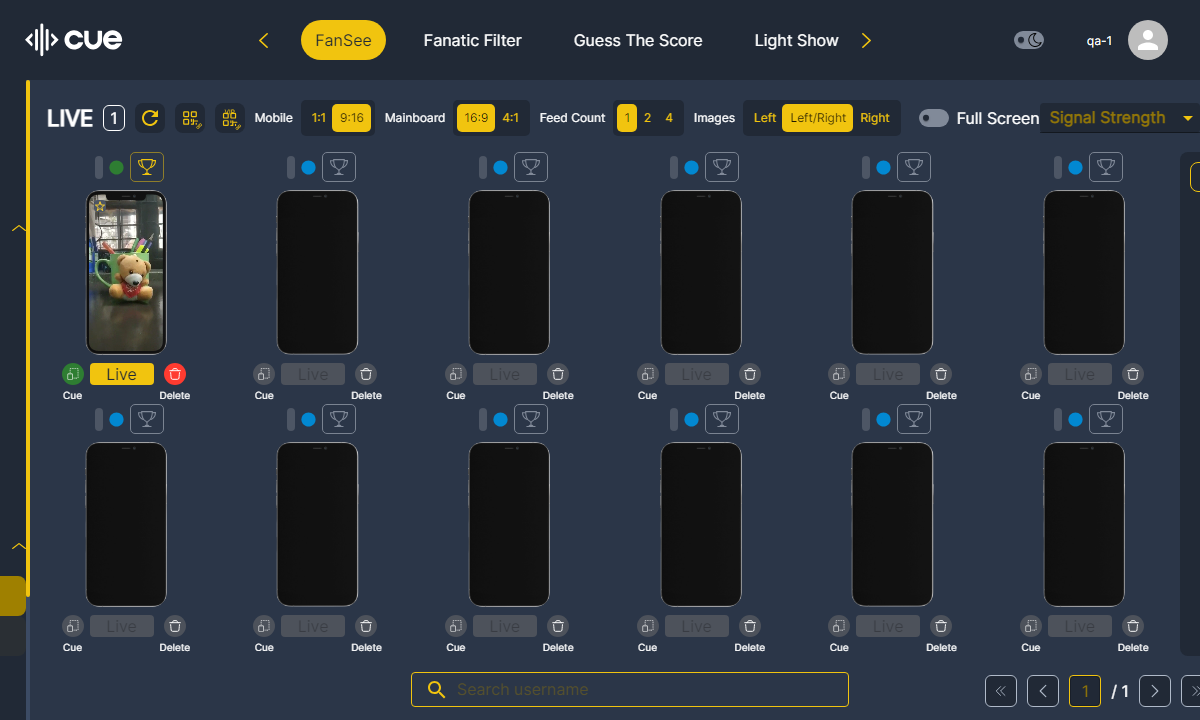 cue FanSee Fanatic Filter Guess The Score Light Show qa-1
LIVE 1 Mobile 1:1 9:16 Mainboard 16:9 4:1 Feed Count 1 2 4 Images Left Left/Right Right Full Screen Signal Strength
Live Live Live Live Live Live
Cue Delete Cue Delete Cue Delete Cue Delete Cue Delete Cue Delete
Live Live Live Live Live Live
Cue Delete Cue Delete Cue Delete Cue Delete Cue Delete Cue Delete
Search username 1 / 1